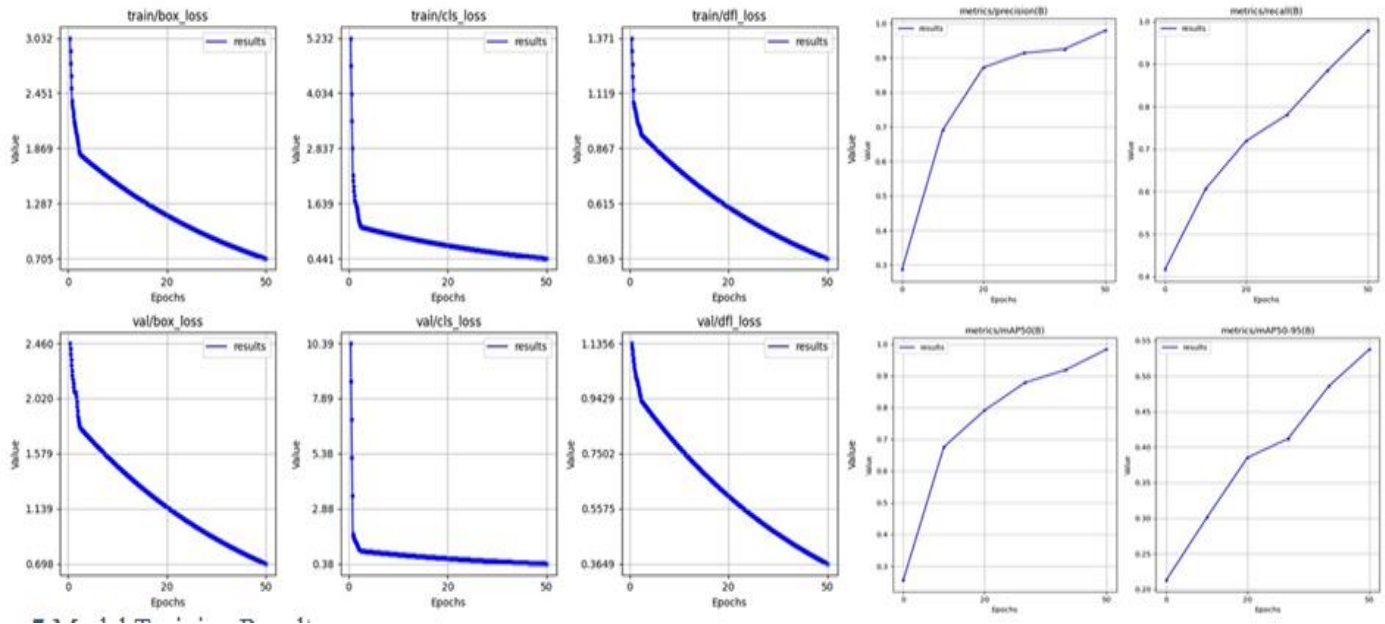 train/box_loss
3.032
2.451
1.869
1.287
0.705
Value
results
0 20 50
Epochs
train/cls_loss
5.232
4.034
2.837
1.639
0.441
Value
results
0 20 50
Epochs
train/dfl_loss
1.371
1.119
0.867
0.615
0.363
Value
results
0 20 50
Epochs
metrics/precision(B)
1.0
0.9
0.8
0.7
0.6
0.5
0.4
0.3
Value
Value
results
0 20 50
Epochs
metrics/recall(B)
1.0
0.9
0.8
0.7
0.6
0.5
0.4
Value
results
0 20 50
Epochs
val/box_loss
2.460
2.020
1.579
1.139
0.698
Value
results
0 20 50
Epochs
val/cls_loss
10.39
7.89
5.38
2.88
0.38
Value
results
0 20 50
Epochs
val/dfl_loss
1.1356
0.9429
0.7502
0.5575
0.3649
Value
results
0 20 50
Epochs
metrics/mAP50(B)
1.0
0.9
0.8
0.7
0.6
0.5
0.4
0.3
Value
Value
results
0 20 50
Epochs
metrics/mAP50-95(B)
0.55
0.50
0.45
0.40
0.35
0.30
0.25
0.20
Value
results
0 20 50
Epochs
5 Model Training Result